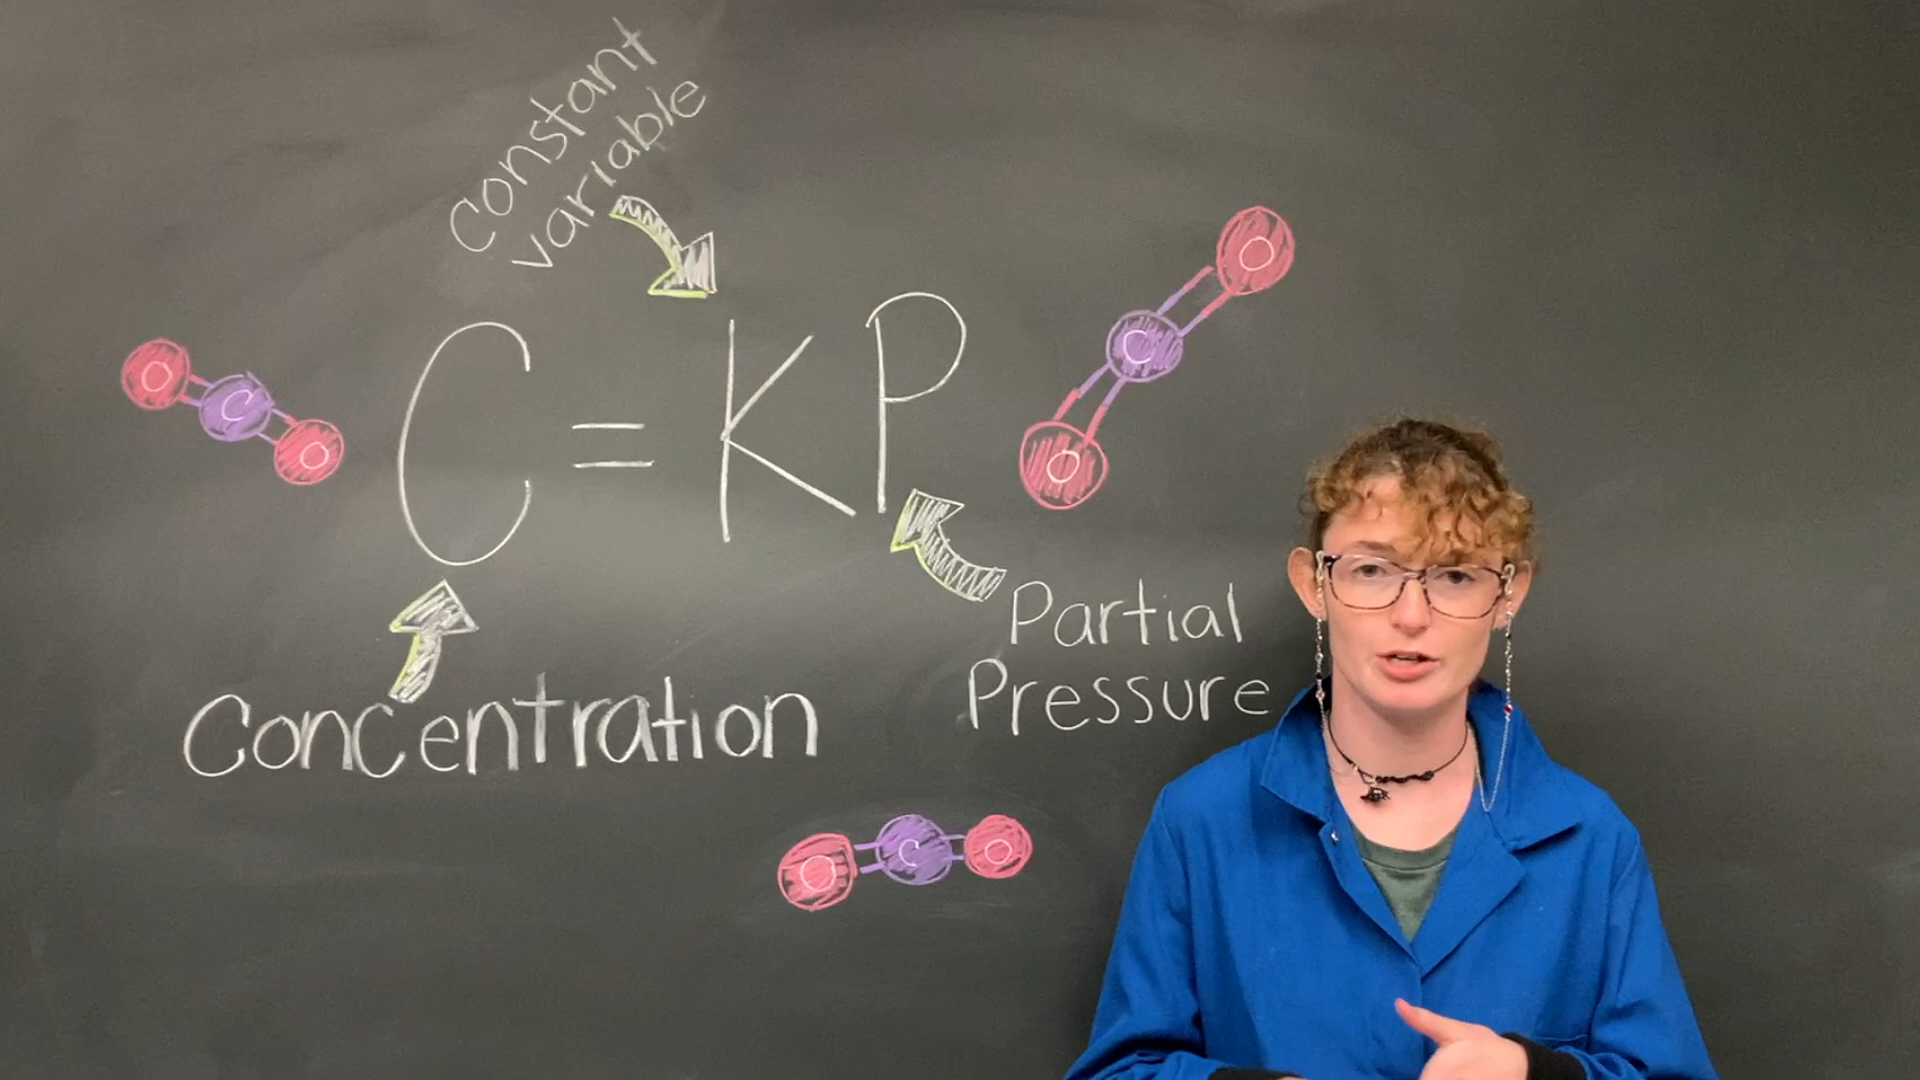 Constant
variable
O C O
C = KP
O
C
O
Concentration
Partial
Pressure
O C O